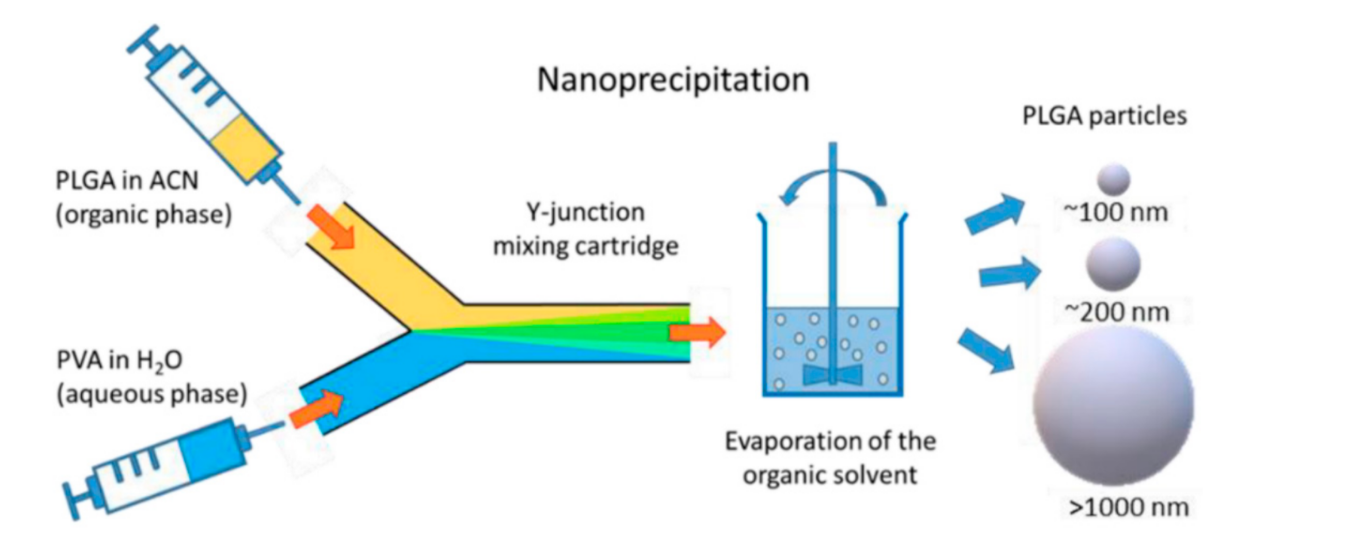 Nanoprecipitation
PLGA particles
PLGA in ACN
(organic phase)
Y-junction
mixing cartridge
~100 nm
~200 nm
PVA in H₂O
(aqueous phase)
Evaporation of the
organic solvent
>1000 nm